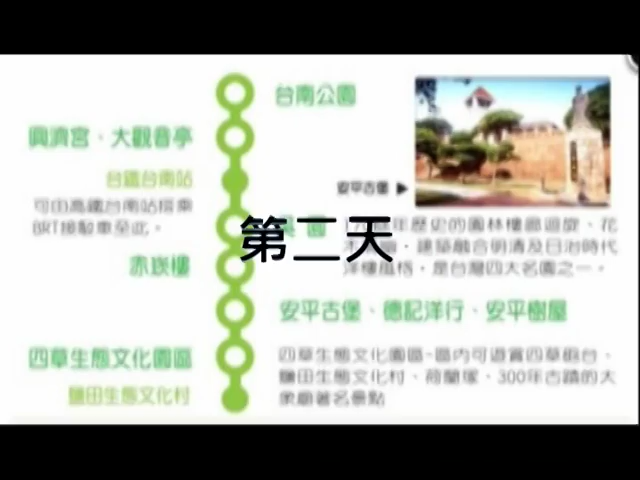 台南公園
興濟宮、大觀音亭
台鐵台南站
可由高鐵台南站搭乘
BRT接駁車至此。
安平古堡 ▶
第二天
園
年歷史的園林樓廊迴旋、花
建築融合明清及日治時代
洋樓風格,是台灣四大名園之一。
赤崁樓
安平古堡、德記洋行、安平樹屋
四草生態文化園區
鹽田生態文化村
四草生態文化園區-區內可遊賞四草砲台、
鹽田生態文化村、荷蘭塚、300年古蹟的大
眾廟著名景點